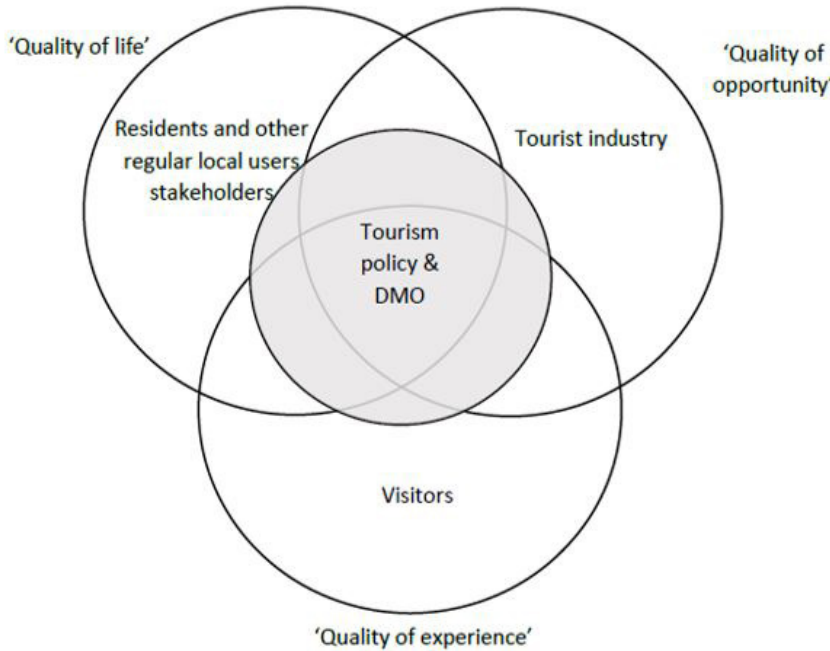 ‘Quality of life’
‘Quality of
opportunity’
Residents and other
regular local users
stakeholders
Tourist industry
Tourism
policy &
DMO
Visitors
‘Quality of experience’